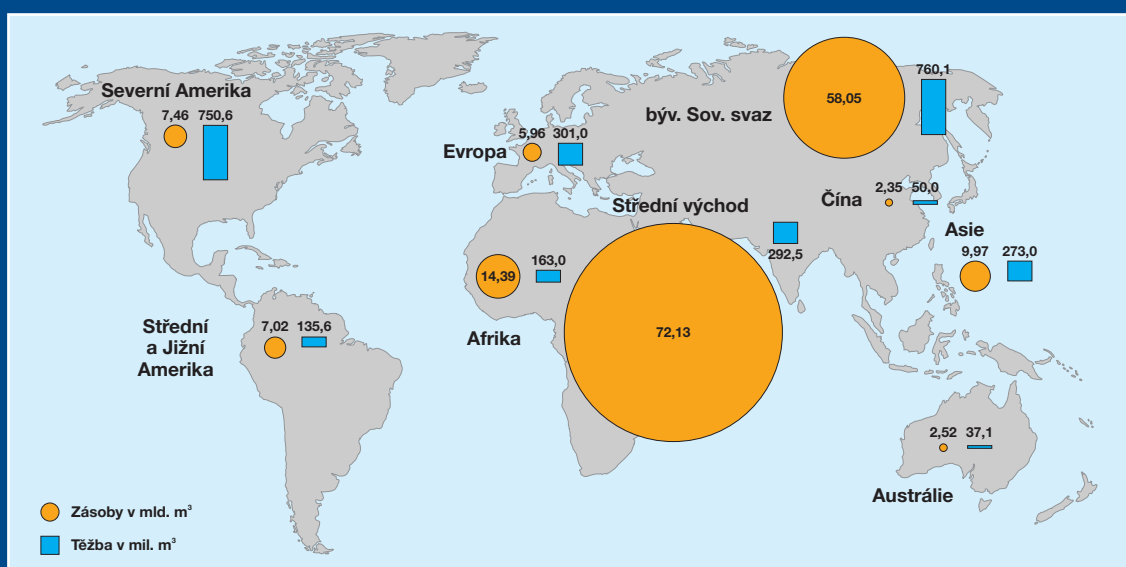 Severní Amerika
7,46 750,6
Evropa
5,96 301,0
býv. Sov. svaz
58,05
760,1
Čína
2,35 50,0
Střední východ
72,13
292,5
Asie
9,97 273,0
Afrika
14,39
163,0
Střední
a Jižní
Amerika
7,02 135,6
Austrálie
2,52 37,1
Zásoby v mld. m³
Těžba v mil. m³